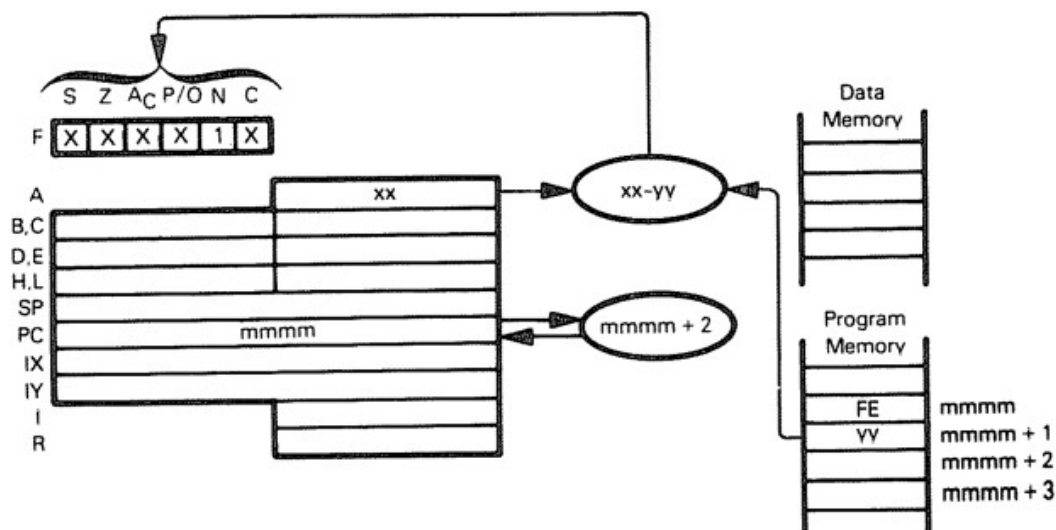 S Z AC P/O N C
F X X X X 1 X
A xx
B,C
D,E
H,L
SP
PC mmmm
IX
IY
I
R
xx-yy
mmmm + 2
Data
Memory
Program
Memory
FE mmmm
yy mmmm + 1
mmmm + 2
mmmm + 3